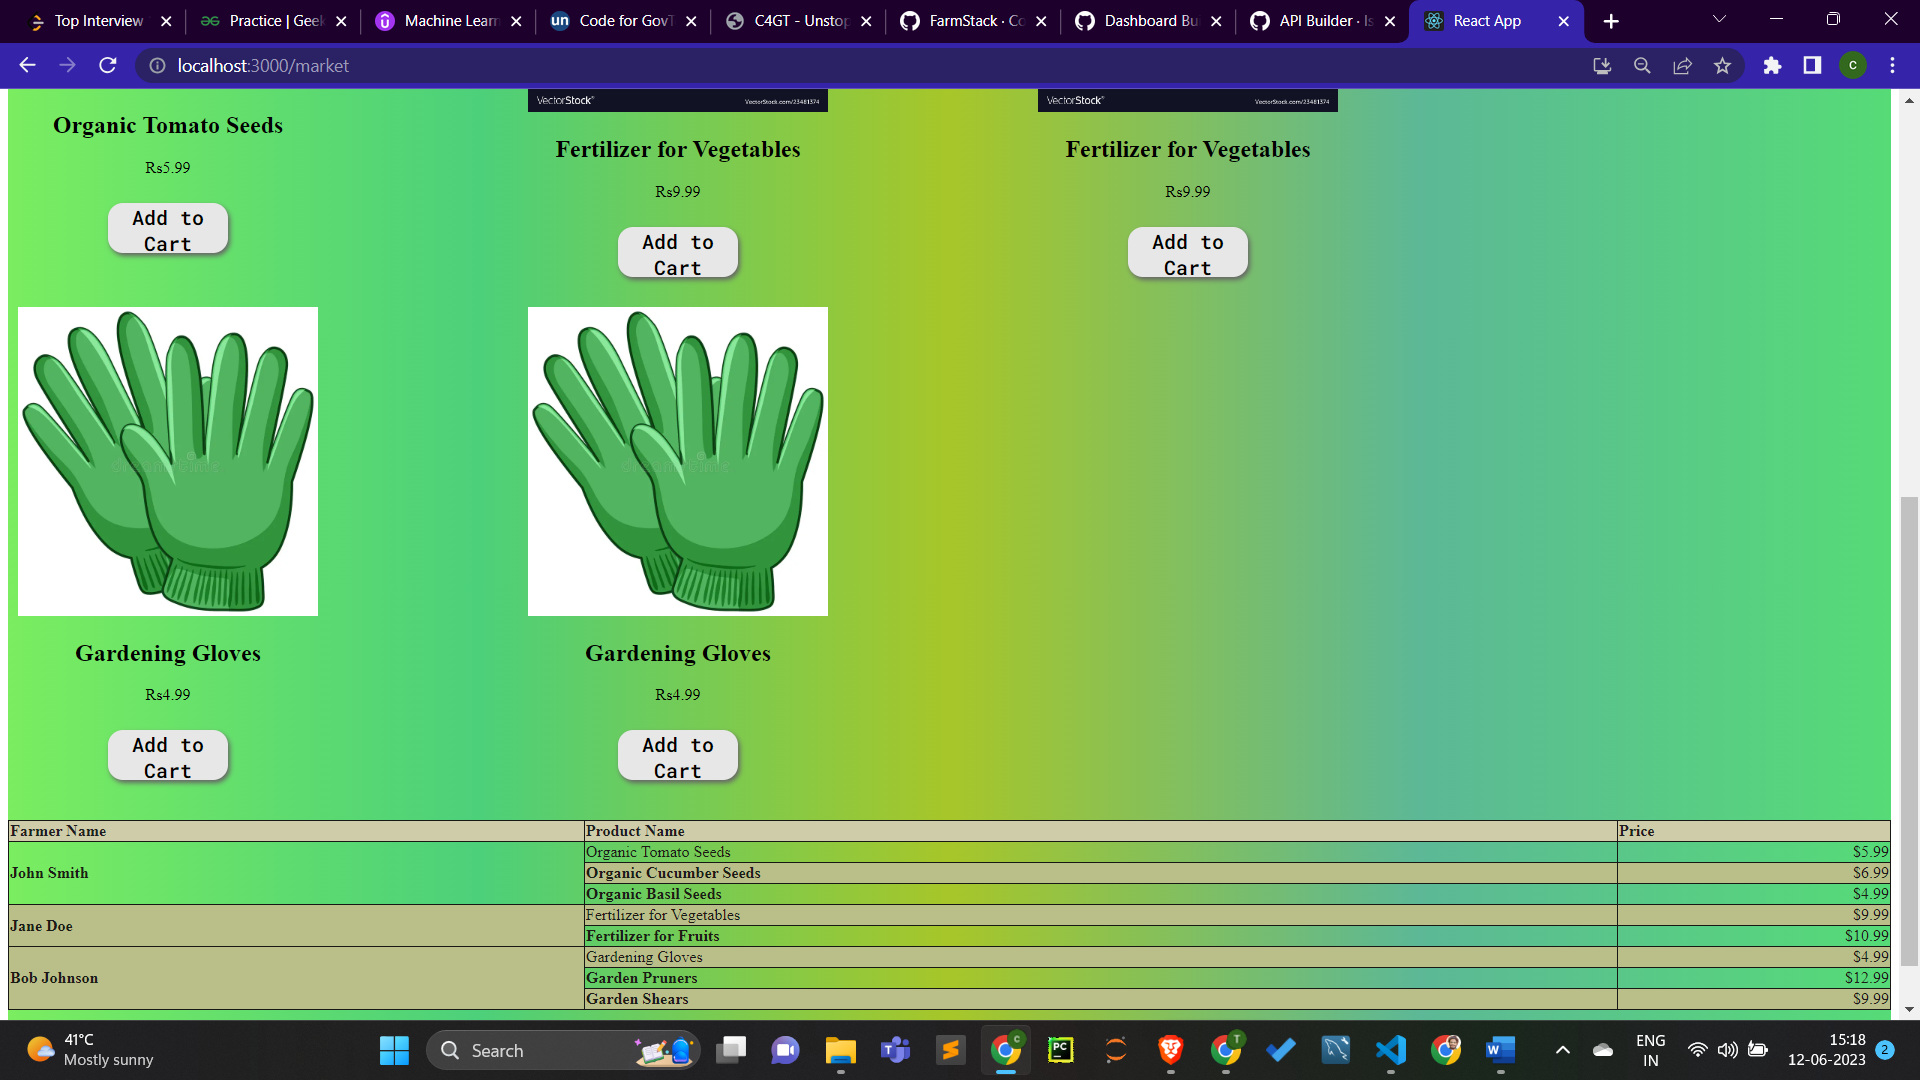 Top Interview
Practice | Geek
Machine Learn
Code for GovT
C4GT - Unstop
FarmStack · Co
Dashboard Bui
API Builder · Is
React App
localhost:3000/market
C
VectorStock®
VectorStock.com/23481374
VectorStock®
VectorStock.com/23481374
Organic Tomato Seeds
Rs5.99
Add to
Cart
Fertilizer for Vegetables
Rs9.99
Add to
Cart
Fertilizer for Vegetables
Rs9.99
Add to
Cart
dreamstime
dreamstime
Gardening Gloves
Rs4.99
Add to
Cart
Gardening Gloves
Rs4.99
Add to
Cart
Farmer Name Product Name Price
John Smith Organic Tomato Seeds $5.99
Organic Cucumber Seeds $6.99
Organic Basil Seeds $4.99
Jane Doe Fertilizer for Vegetables $9.99
Fertilizer for Fruits $10.99
Bob Johnson Gardening Gloves $4.99
Garden Pruners $12.99
Garden Shears $9.99
41°C
Mostly sunny
Search
ENG
IN
15:18
12-06-2023
2